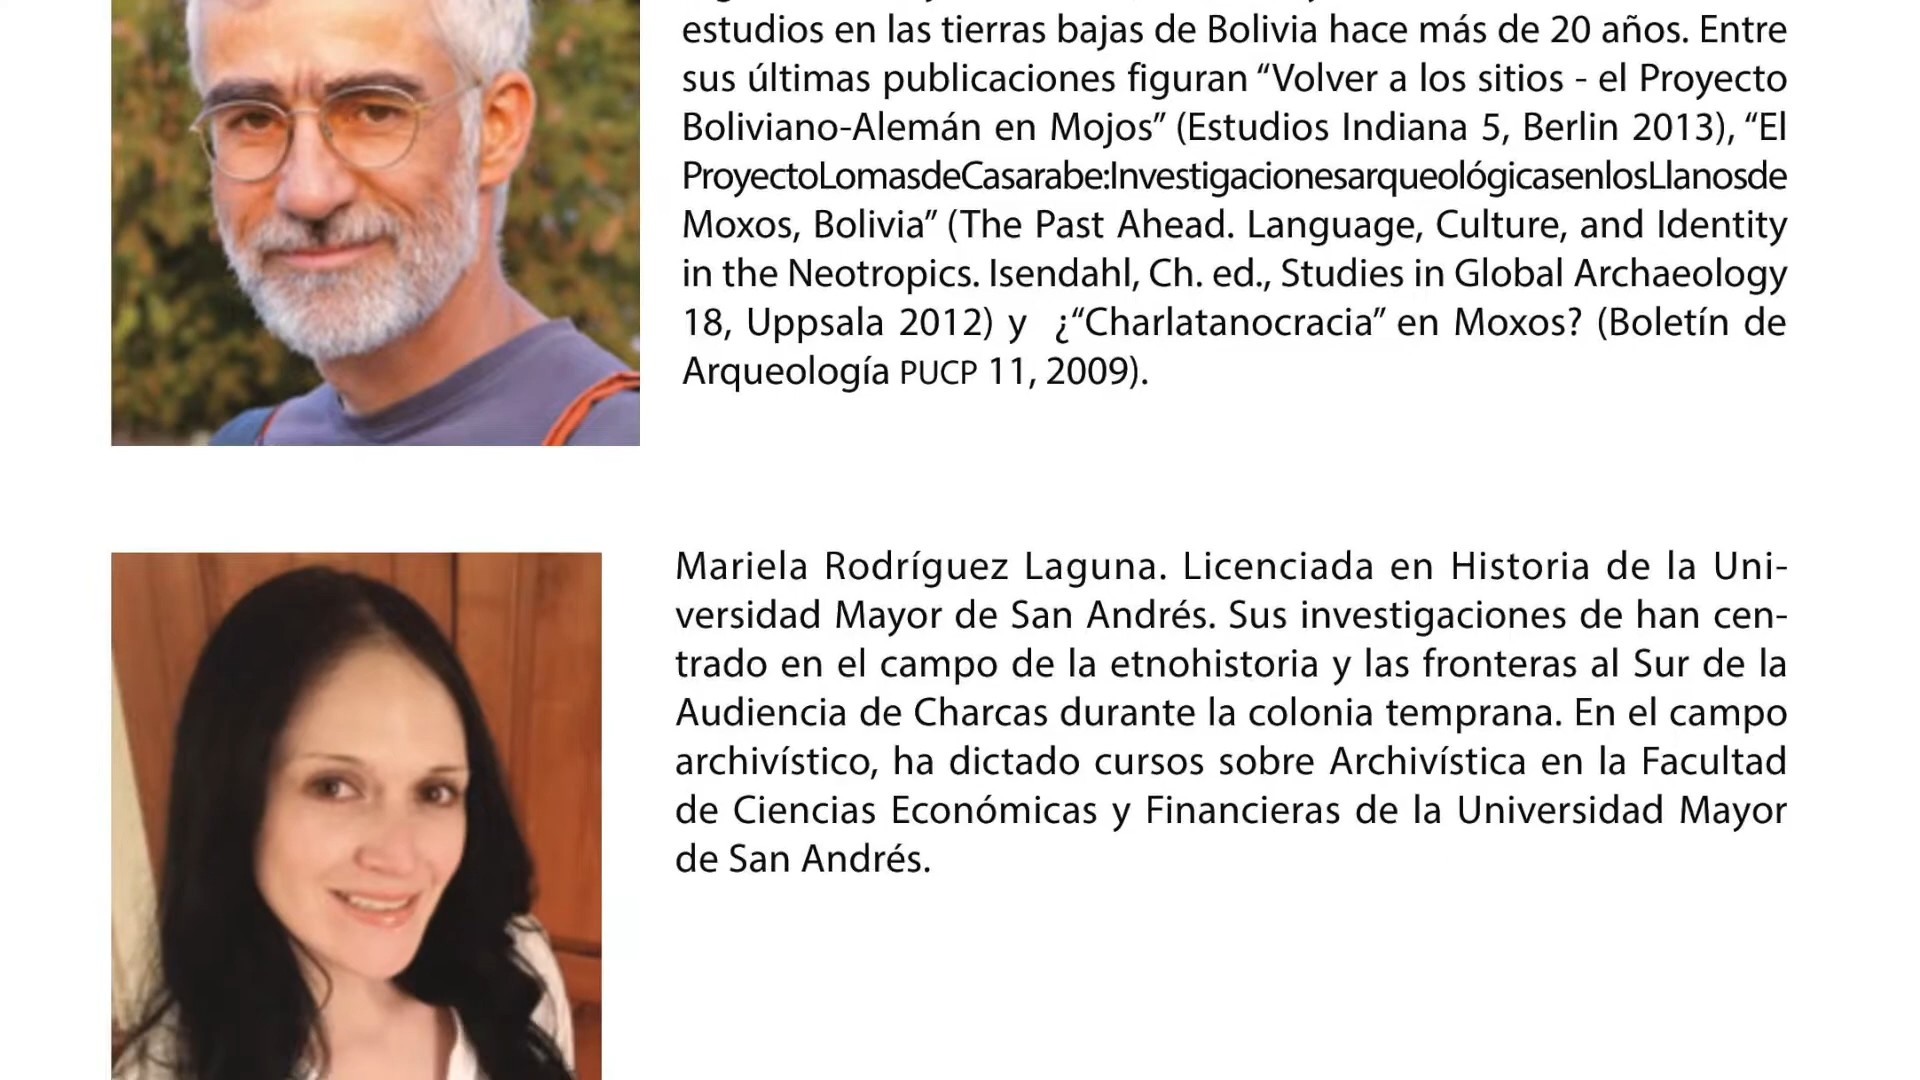 estudios en las tierras bajas de Bolivia hace más de 20 años. Entre
sus últimas publicaciones figuran “Volver a los sitios - el Proyecto
Boliviano-Alemán en Mojos” (Estudios Indiana 5, Berlin 2013), “El
ProyectoLomasdeCasarabe:InvestigacionesarqueológicasenlosLlanosde
Moxos, Bolivia” (The Past Ahead. Language, Culture, and Identity
in the Neotropics. Isendahl, Ch. ed., Studies in Global Archaeology
18, Uppsala 2012) y ¿“Charlatanocracia” en Moxos? (Boletín de
Arqueología PUCP 11, 2009).
Mariela Rodríguez Laguna. Licenciada en Historia de la Uni-
versidad Mayor de San Andrés. Sus investigaciones de han cen-
trado en el campo de la etnohistoria y las fronteras al Sur de la
Audiencia de Charcas durante la colonia temprana. En el campo
archivístico, ha dictado cursos sobre Archivística en la Facultad
de Ciencias Económicas y Financieras de la Universidad Mayor
de San Andrés.